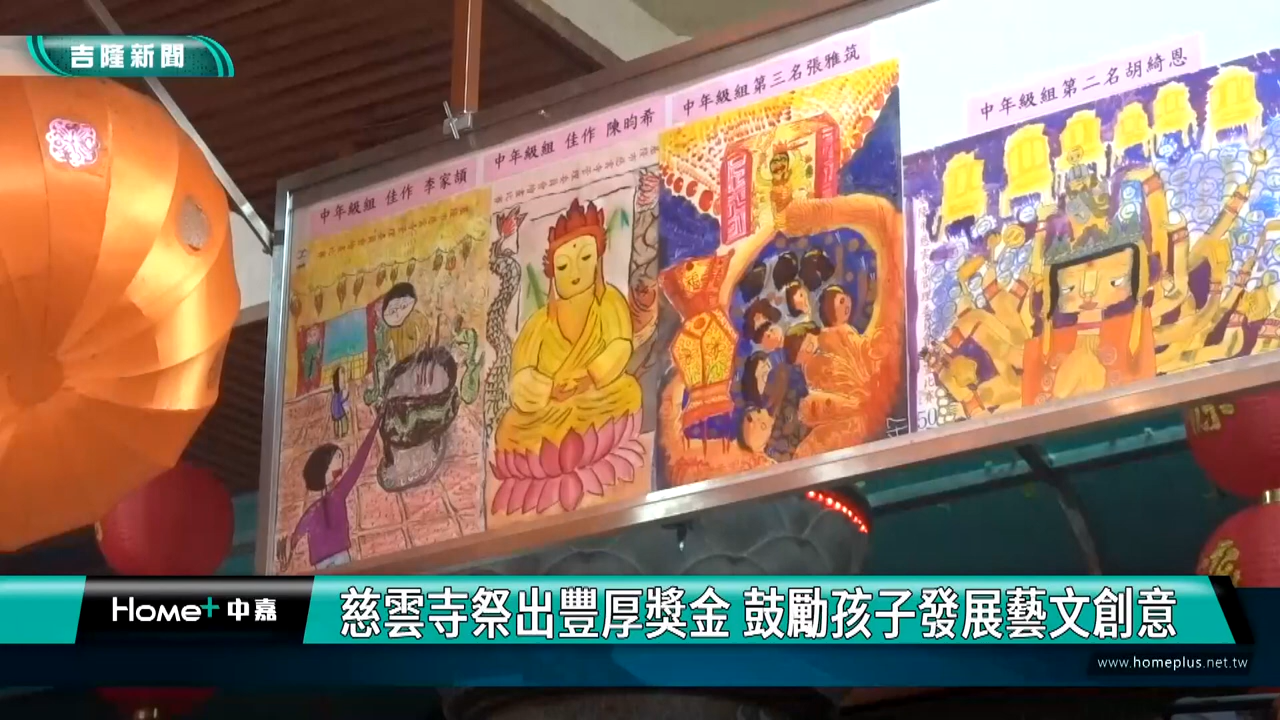 吉隆新聞
中年級組 佳作 李家頡
中年級組 佳作 陳昀希
中年級組第三名張雅筑
中年級組第二名胡綺恩
50
Home+中嘉
慈雲寺祭出豐厚獎金 鼓勵孩子發展藝文創意
www.homeplus.net.tw